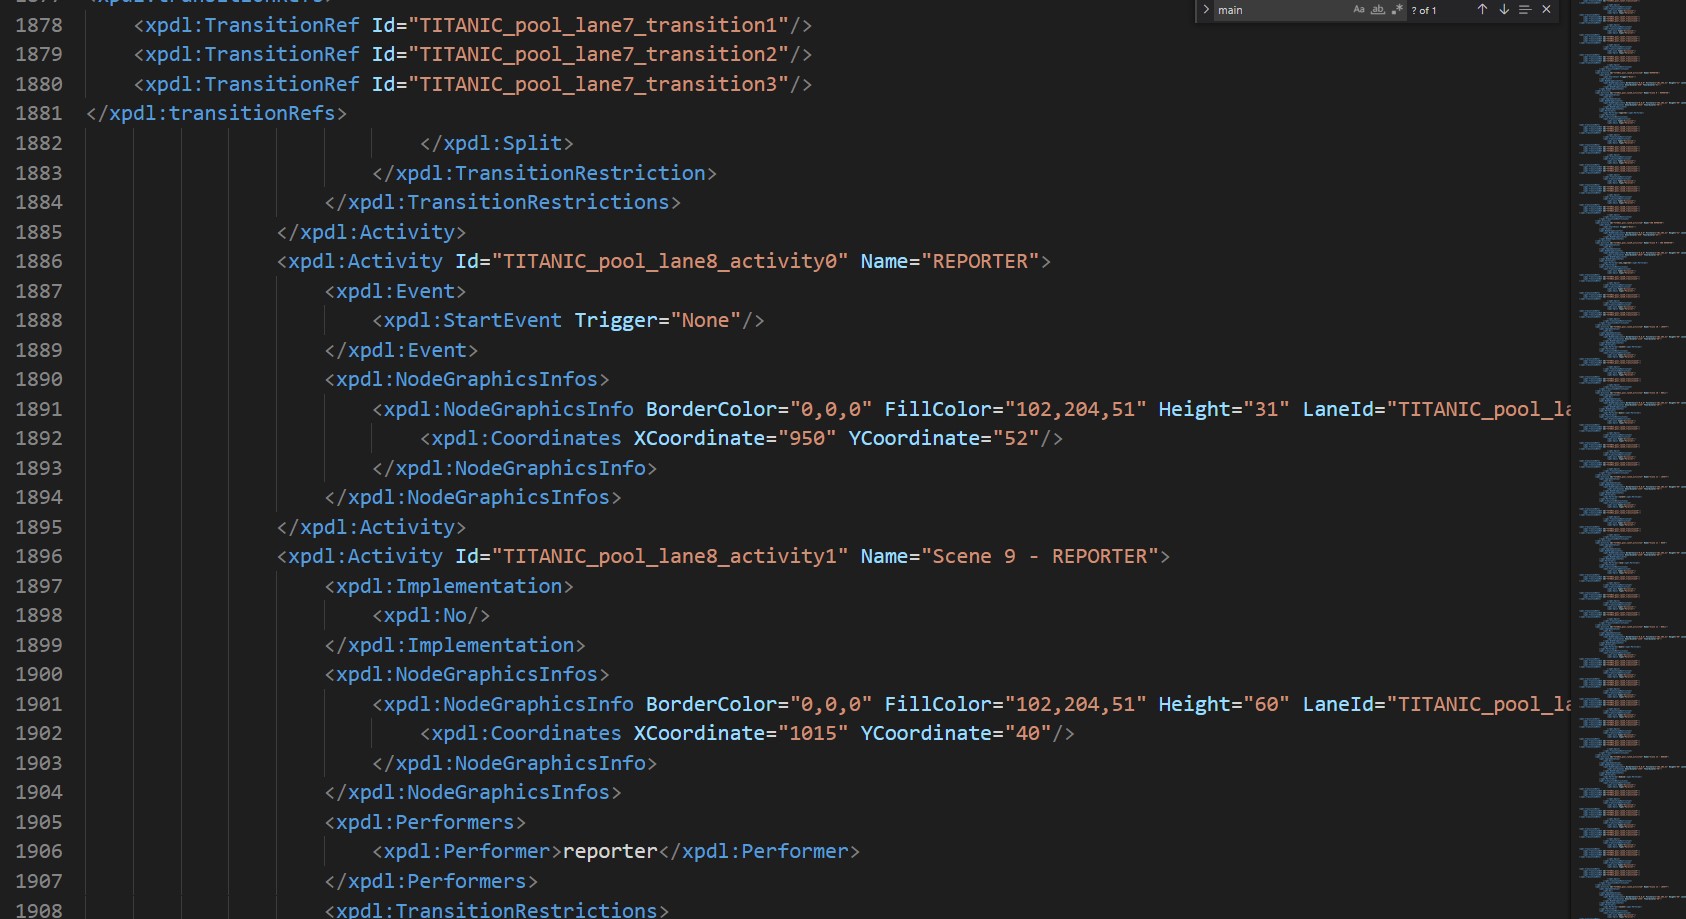 main Aa ab ? of 1
1878 <xpdl:TransitionRef Id="TITANIC_pool_lane7_transition1"/>
1879 <xpdl:TransitionRef Id="TITANIC_pool_lane7_transition2"/>
1880 <xpdl:TransitionRef Id="TITANIC_pool_lane7_transition3"/>
1881 </xpdl:transitionRefs>
1882 </xpdl:Split>
1883 </xpdl:TransitionRestriction>
1884 </xpdl:TransitionRestrictions>
1885 </xpdl:Activity>
1886 <xpdl:Activity Id="TITANIC_pool_lane8_activity0" Name="REPORTER">
1887 <xpdl:Event>
1888 <xpdl:StartEvent Trigger="None"/>
1889 </xpdl:Event>
1890 <xpdl:NodeGraphicsInfos>
1891 <xpdl:NodeGraphicsInfo BorderColor="0,0,0" FillColor="102,204,51" Height="31" LaneId="TITANIC_pool_la
1892 <xpdl:Coordinates XCoordinate="950" YCoordinate="52"/>
1893 </xpdl:NodeGraphicsInfo>
1894 </xpdl:NodeGraphicsInfos>
1895 </xpdl:Activity>
1896 <xpdl:Activity Id="TITANIC_pool_lane8_activity1" Name="Scene 9 - REPORTER">
1897 <xpdl:Implementation>
1898 <xpdl:No/>
1899 </xpdl:Implementation>
1900 <xpdl:NodeGraphicsInfos>
1901 <xpdl:NodeGraphicsInfo BorderColor="0,0,0" FillColor="102,204,51" Height="60" LaneId="TITANIC_pool_la
1902 <xpdl:Coordinates XCoordinate="1015" YCoordinate="40"/>
1903 </xpdl:NodeGraphicsInfo>
1904 </xpdl:NodeGraphicsInfos>
1905 <xpdl:Performers>
1906 <xpdl:Performer>reporter</xpdl:Performer>
1907 </xpdl:Performers>
1908 <xpdl:TransitionRestrictions>